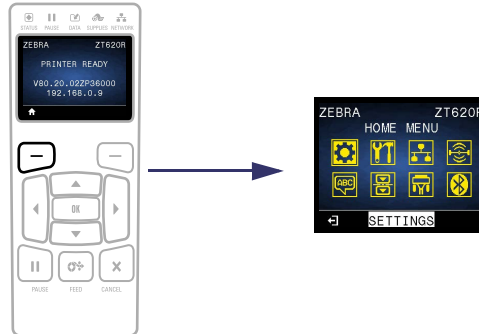 STATUS PAUSE DATA SUPPLIES NETWORK
ZEBRA ZT620R
PRINTER READY
V80.20.02ZP36000
192.168.0.9
OK
PAUSE FEED CANCEL
ZEBRA ZT620R
HOME MENU
ABC
SETTINGS